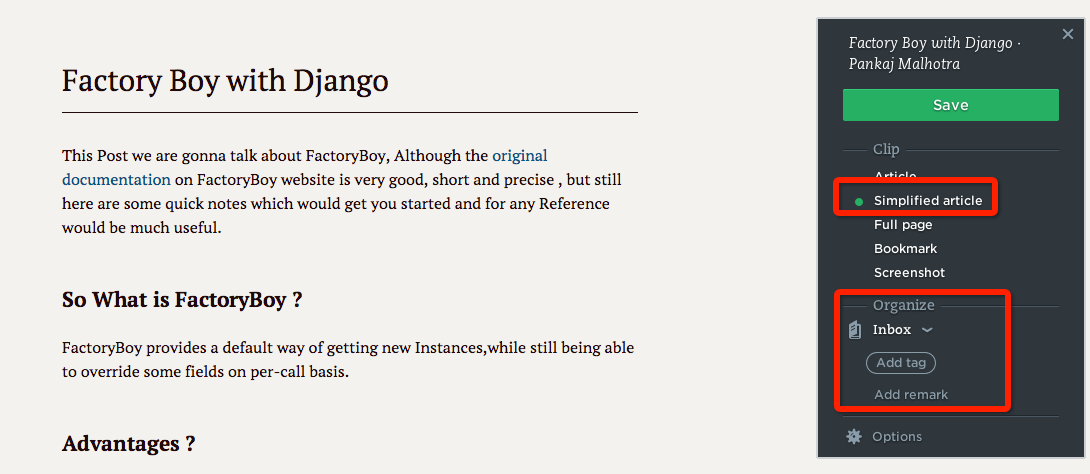 Factory Boy with Django
This Post we are gonna talk about FactoryBoy, Although the original
documentation on FactoryBoy website is very good, short and precise , but still
here are some quick notes which would get you started and for any Reference
would be much useful.
So What is FactoryBoy ?
FactoryBoy provides a default way of getting new Instances,while still being able
to override some fields on per-call basis.
Advantages ?
Factory Boy with Django ·
Pankaj Malhotra
Save
Clip
Article
Simplified article
Full page
Bookmark
Screenshot
Organize
Inbox
Add tag
Add remark
Options